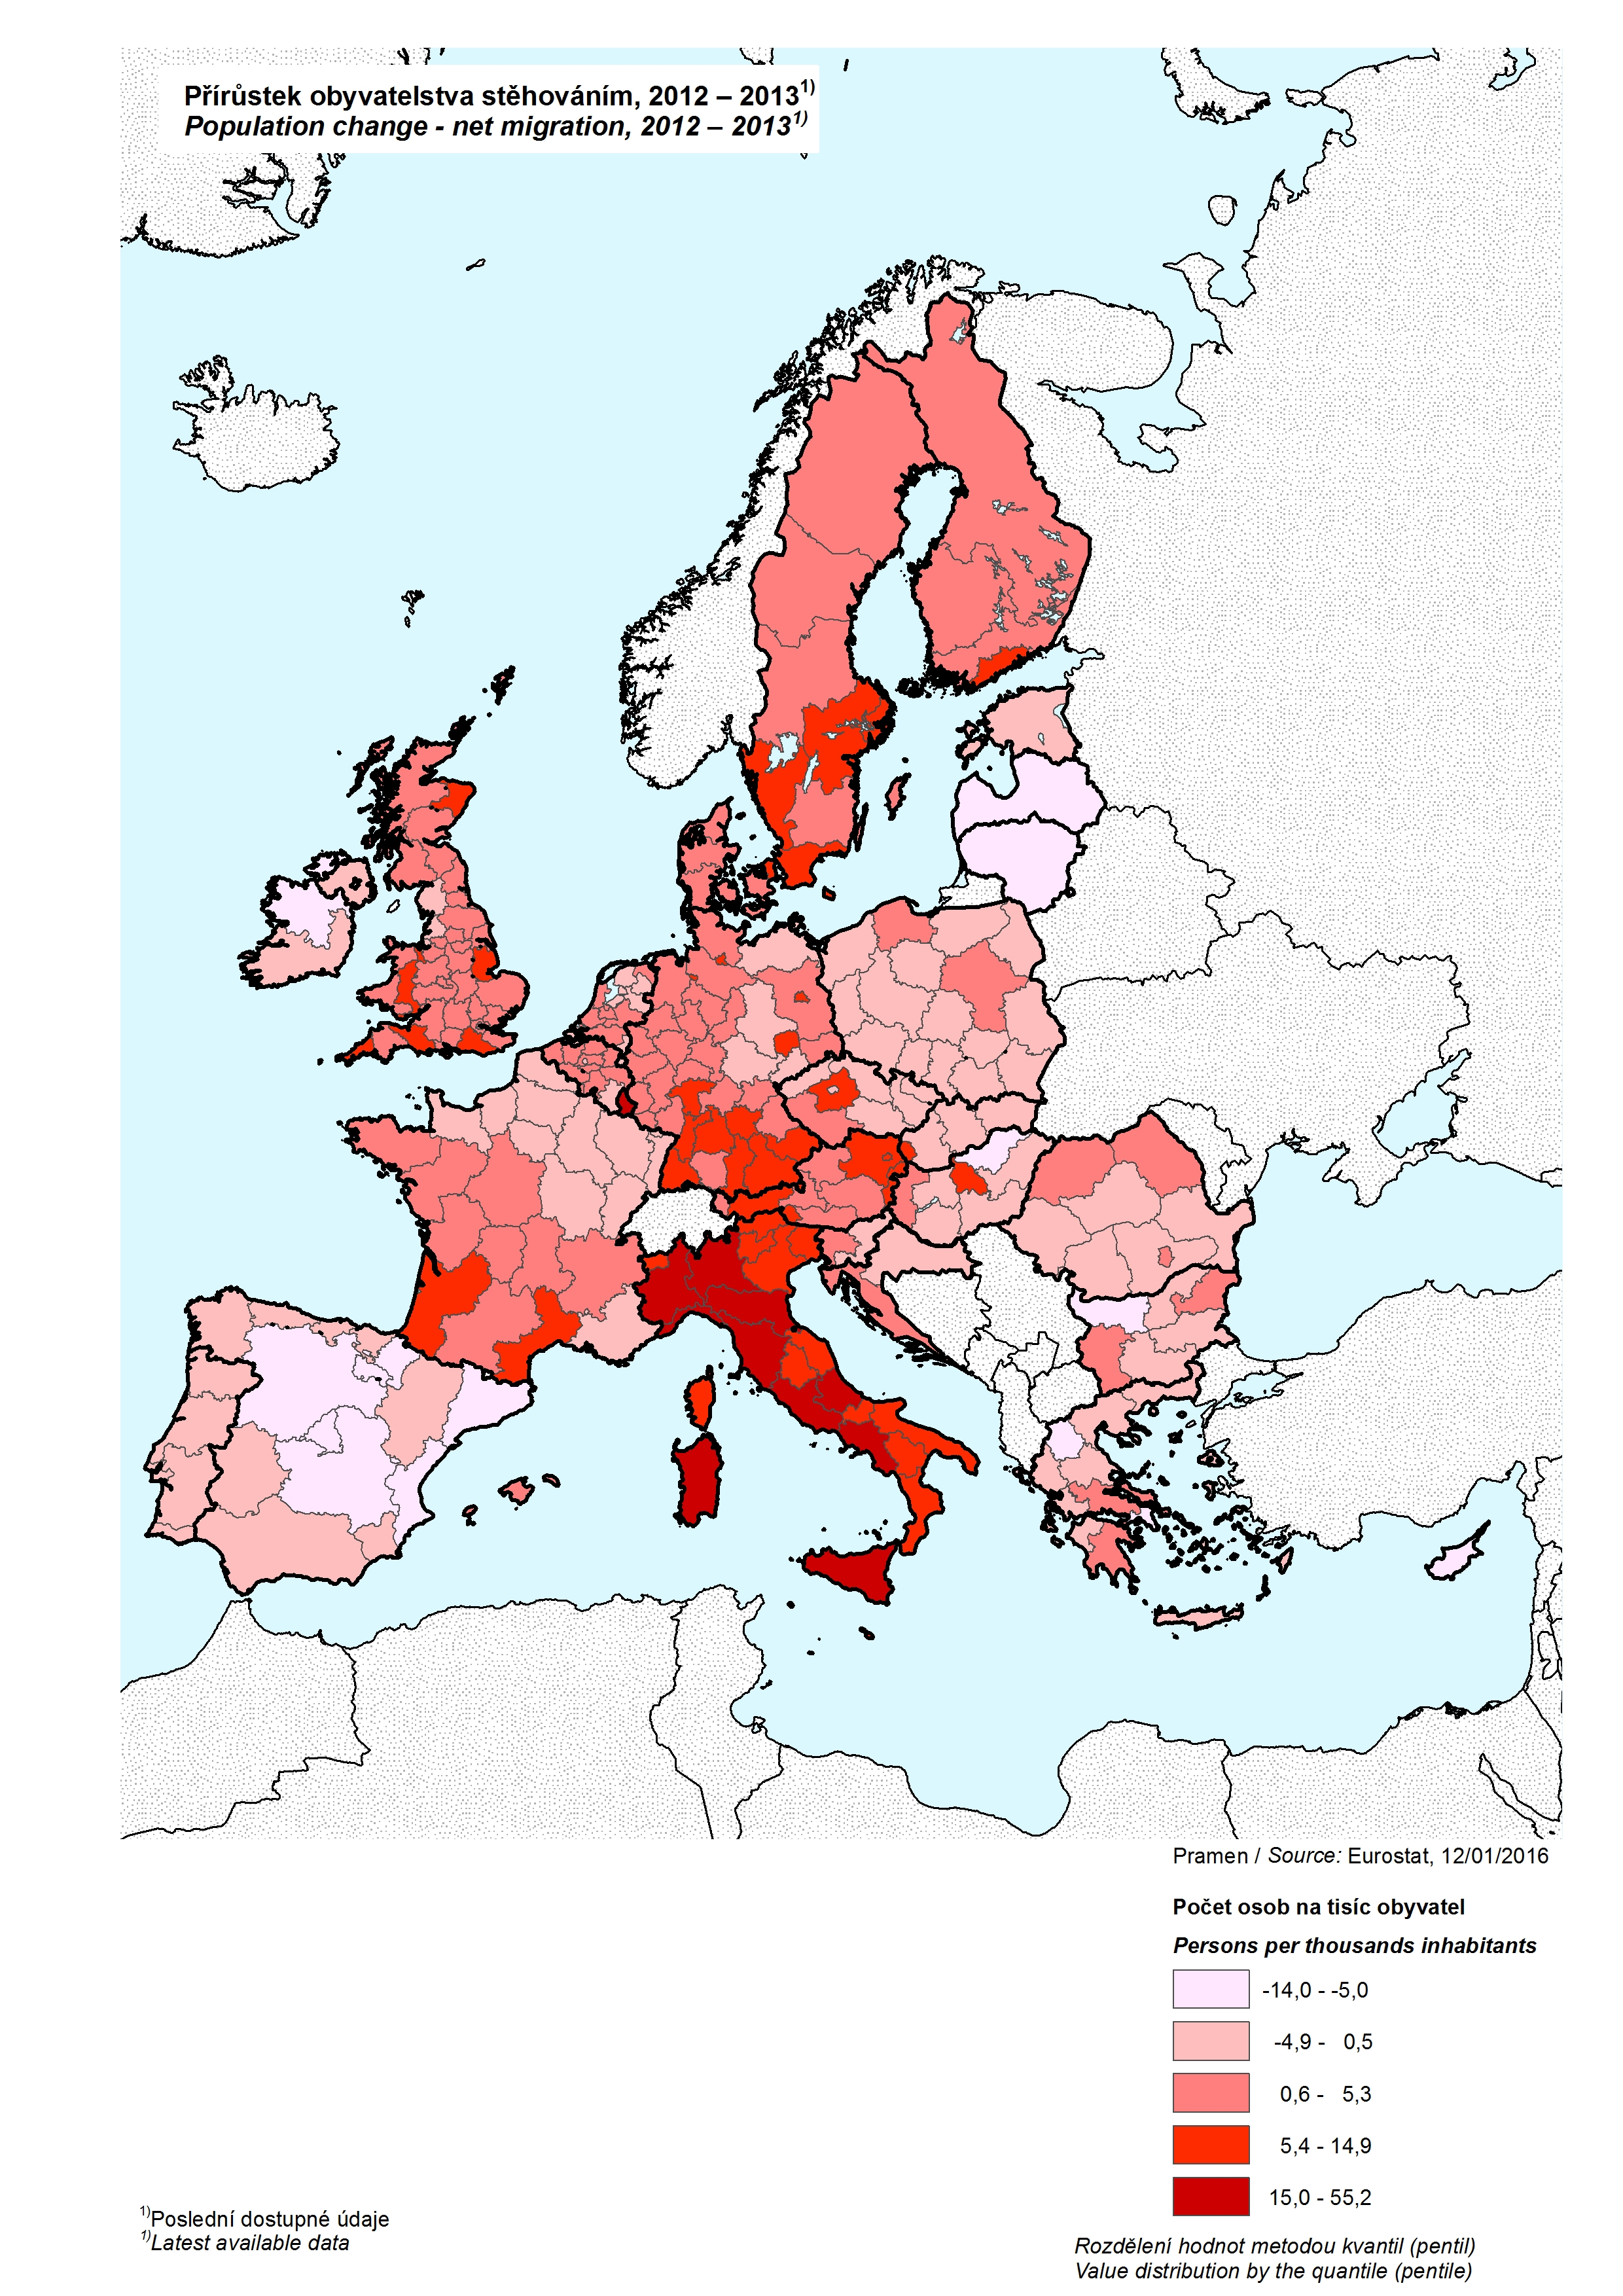 Přírůstek obyvatelstva stěhováním, 2012 – 2013¹⁾
Population change - net migration, 2012 – 2013¹⁾
Pramen / Source: Eurostat, 12/01/2016
Počet osob na tisíc obyvatel
Persons per thousands inhabitants
-14,0 - -5,0
-4,9 - 0,5
0,6 - 5,3
5,4 - 14,9
15,0 - 55,2
¹⁾Poslední dostupné údaje
¹⁾Latest available data
Rozdělení hodnot metodou kvantil (pentil)
Value distribution by the quantile (pentile)